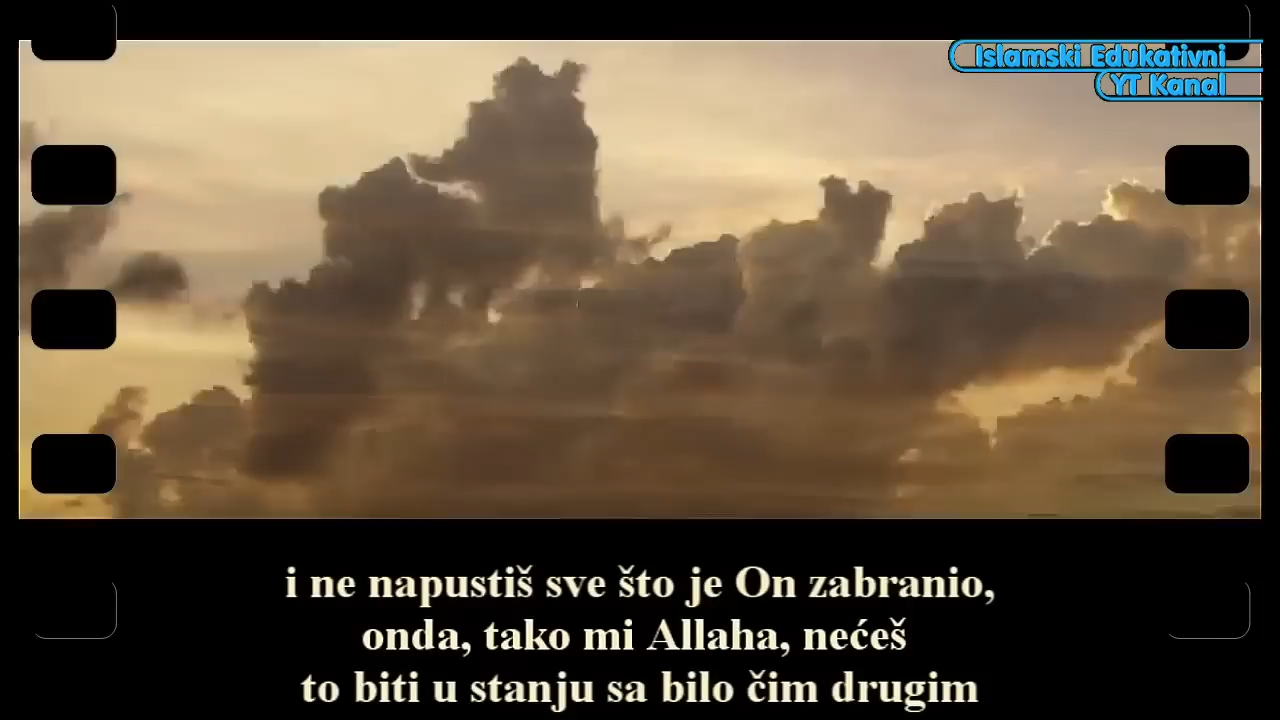 Islamski Edukativni
YT Kanal
i ne napustiš sve što je On zabranio,
onda, tako mi Allaha, nećeš
to biti u stanju sa bilo čim drugim